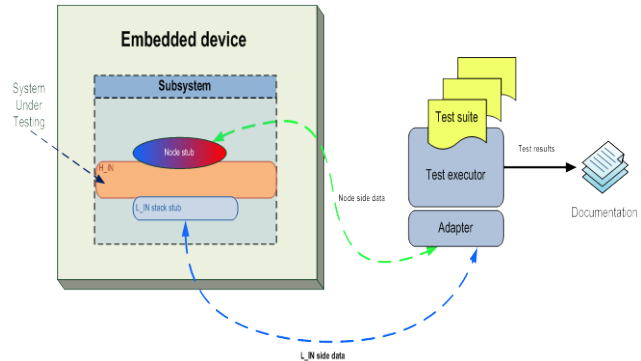 Embedded device
Subsystem
System
Under
Testing
Node stub
H_IN
L_IN stack stub
Test suite
Test executor
Adapter
Test results
Documentation
Node side data
L_IN side data